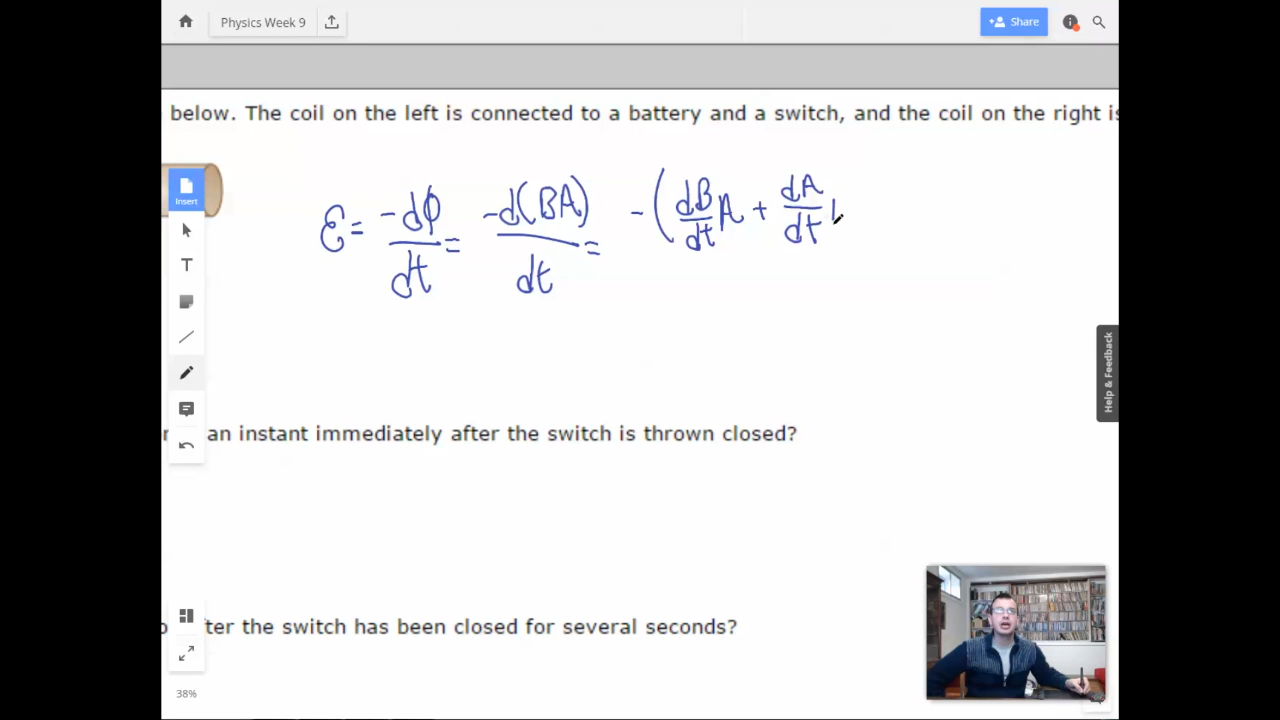 Physics Week 9
Share
below. The coil on the left is connected to a battery and a switch, and the coil on the right is
Insert
ℰ = -dϕ/dt = -d(BA)/dt = -(dB/dt A + dA/dt
T
Help & Feedback
an instant immediately after the switch is thrown closed?
ter the switch has been closed for several seconds?
38%